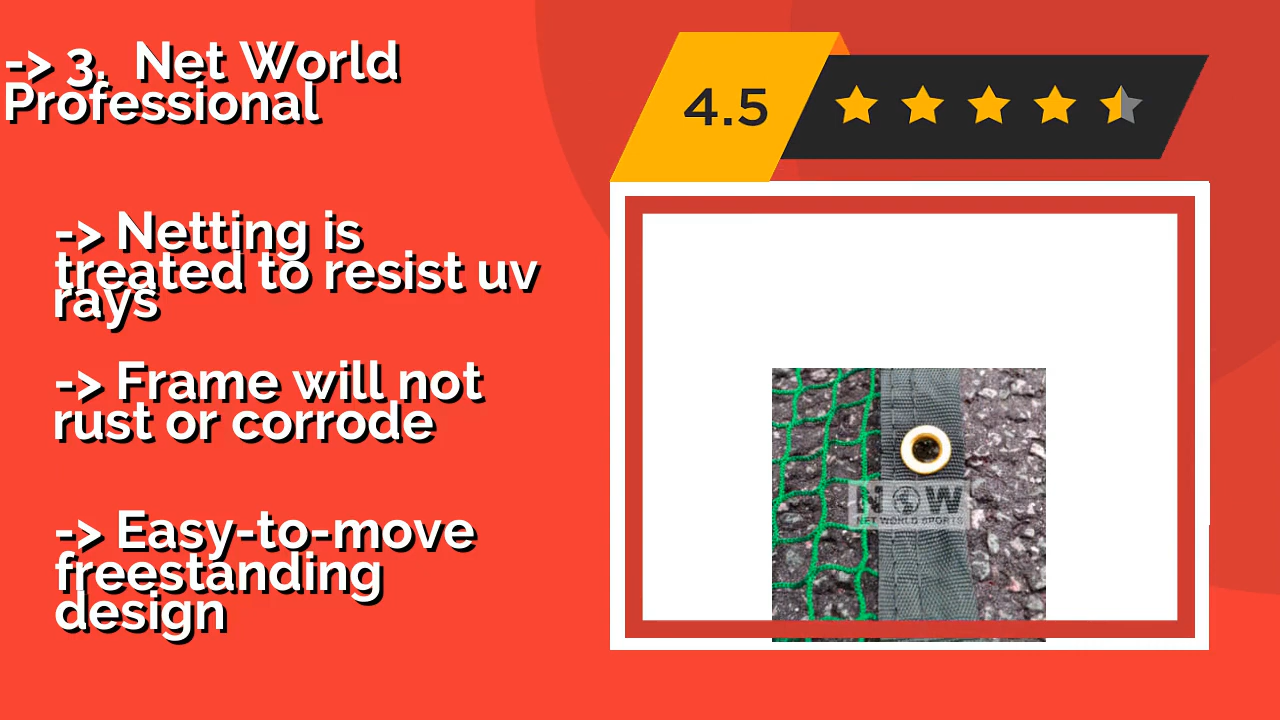 -> 3.  Net World
Professional
4.5
-> Netting is
treated to resist uv
rays
-> Frame will not
rust or corrode
-> Easy-to-move
freestanding
design
NOW
NET WORLD SPORTS